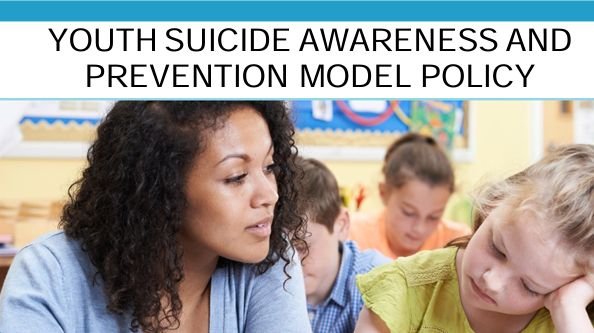 YOUTH SUICIDE AWARENESS AND
PREVENTION MODEL POLICY